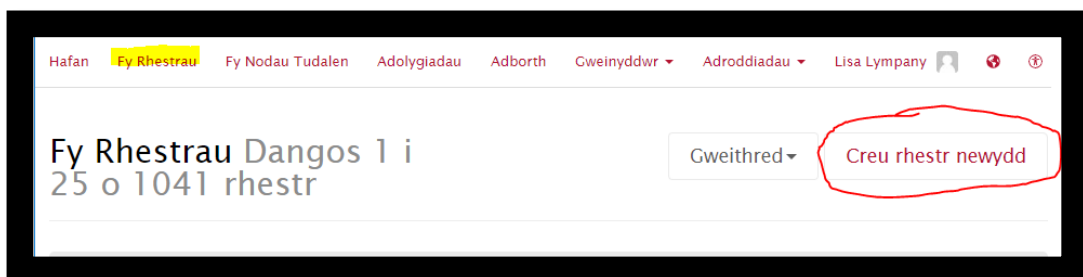 Hafan Fy Rhestrau Fy Nodau Tudalen Adolygiadau Adborth Gweinyddwr Adroddiadau Lisa Lympany
Fy Rhestrau Dangos 1 i
25 o 1041 rhestr
Gweithred
Creu rhestr newydd